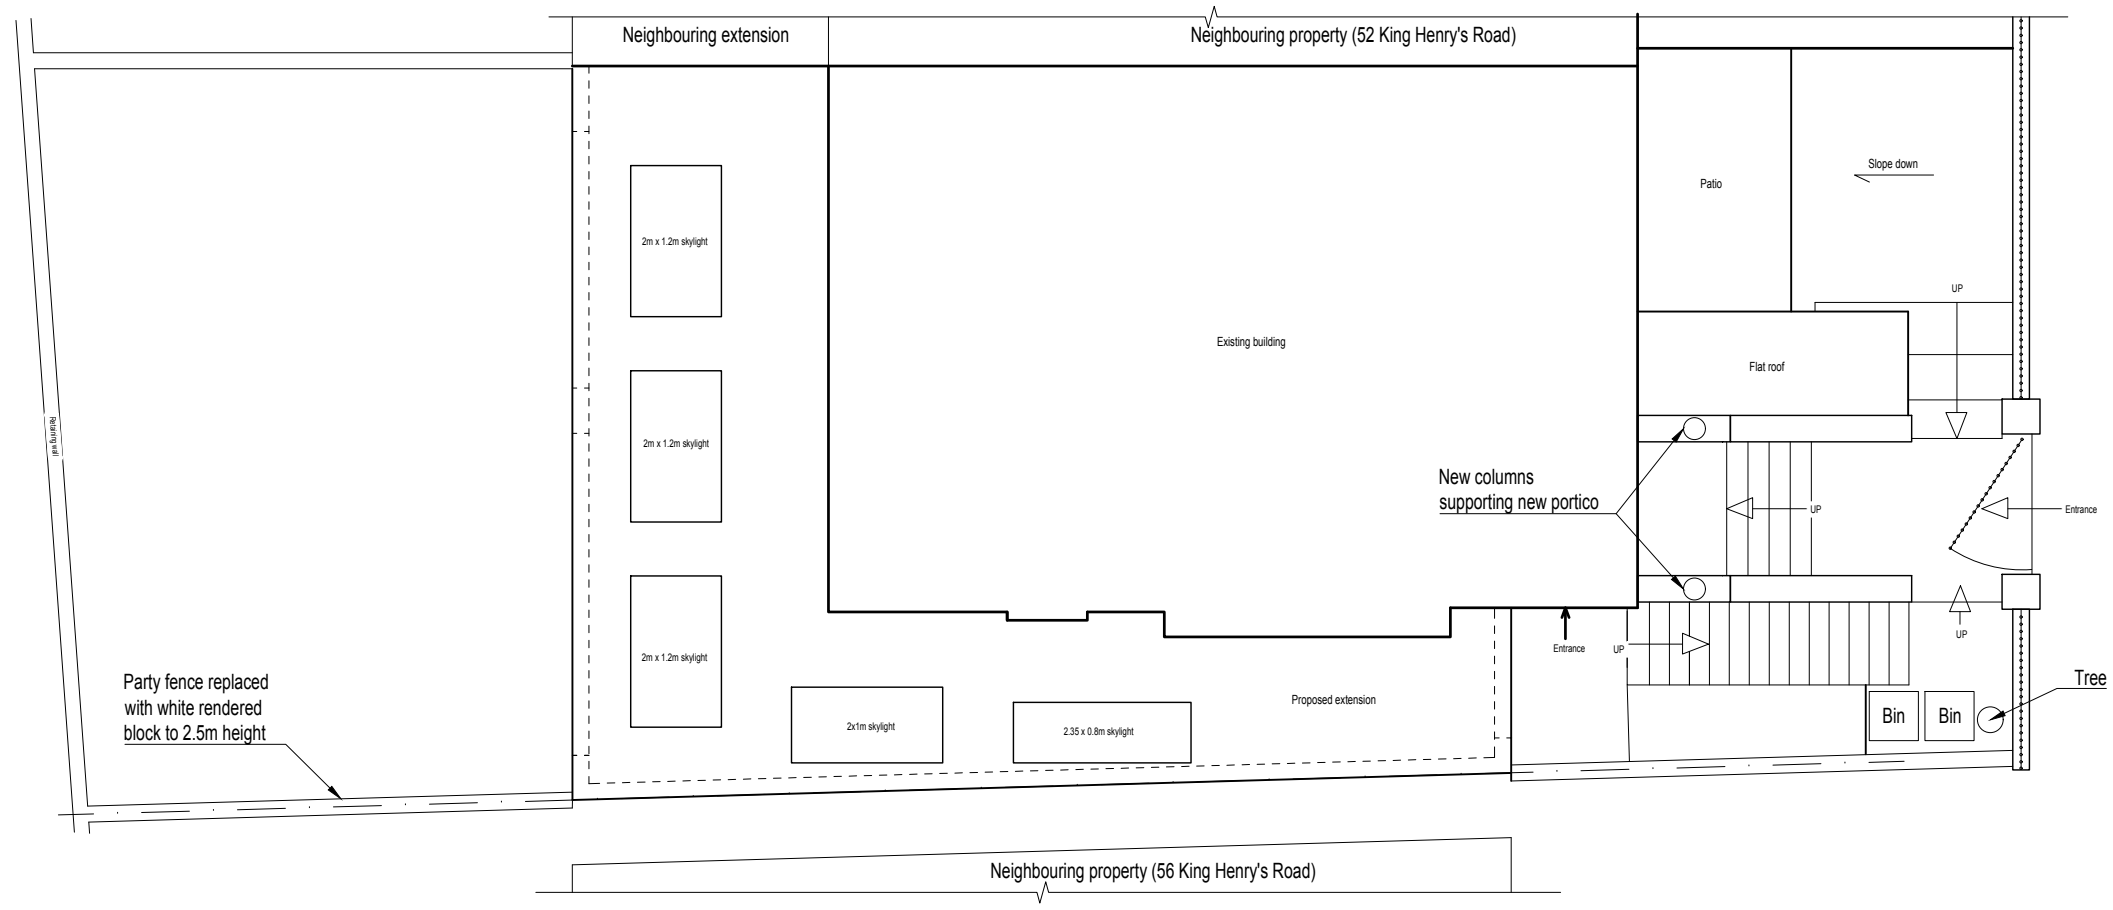 Neighbouring extension
Neighbouring property (52 King Henry's Road)
Slope down
Patio
2m x 1.2m skylight
UP
Existing building
Flat roof
Retaining wall
2m x 1.2m skylight
New columns
supporting new portico
UP
Entrance
2m x 1.2m skylight
Entrance
UP
UP
Party fence replaced
with white rendered
block to 2.5m height
Proposed extension
Tree
2x1m skylight
2.35 x 0.8m skylight
Bin
Bin
Neighbouring property (56 King Henry's Road)